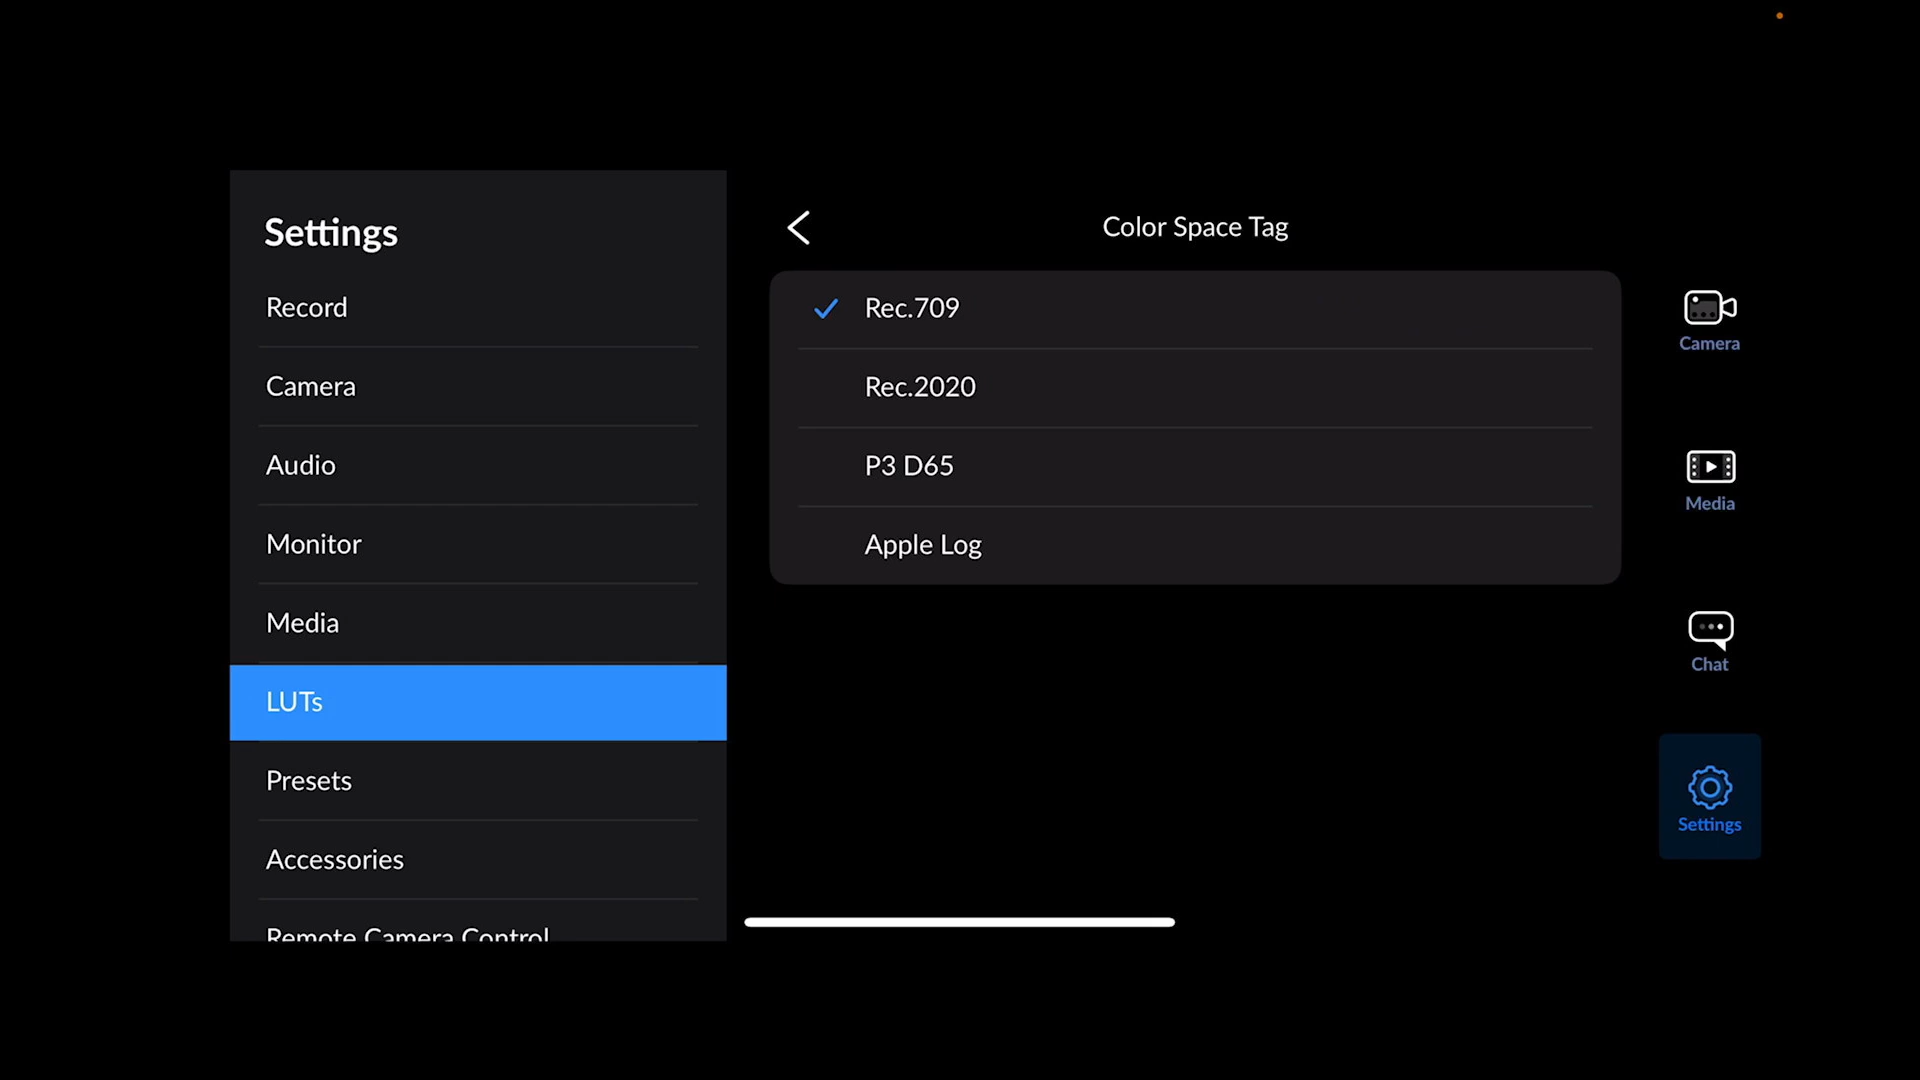 Settings
Record
Camera
Audio
Monitor
Media
LUTs
Presets
Accessories
Remote Camera Control
Color Space Tag
Rec.709
Rec.2020
P3 D65
Apple Log
Camera
Media
Chat
Settings